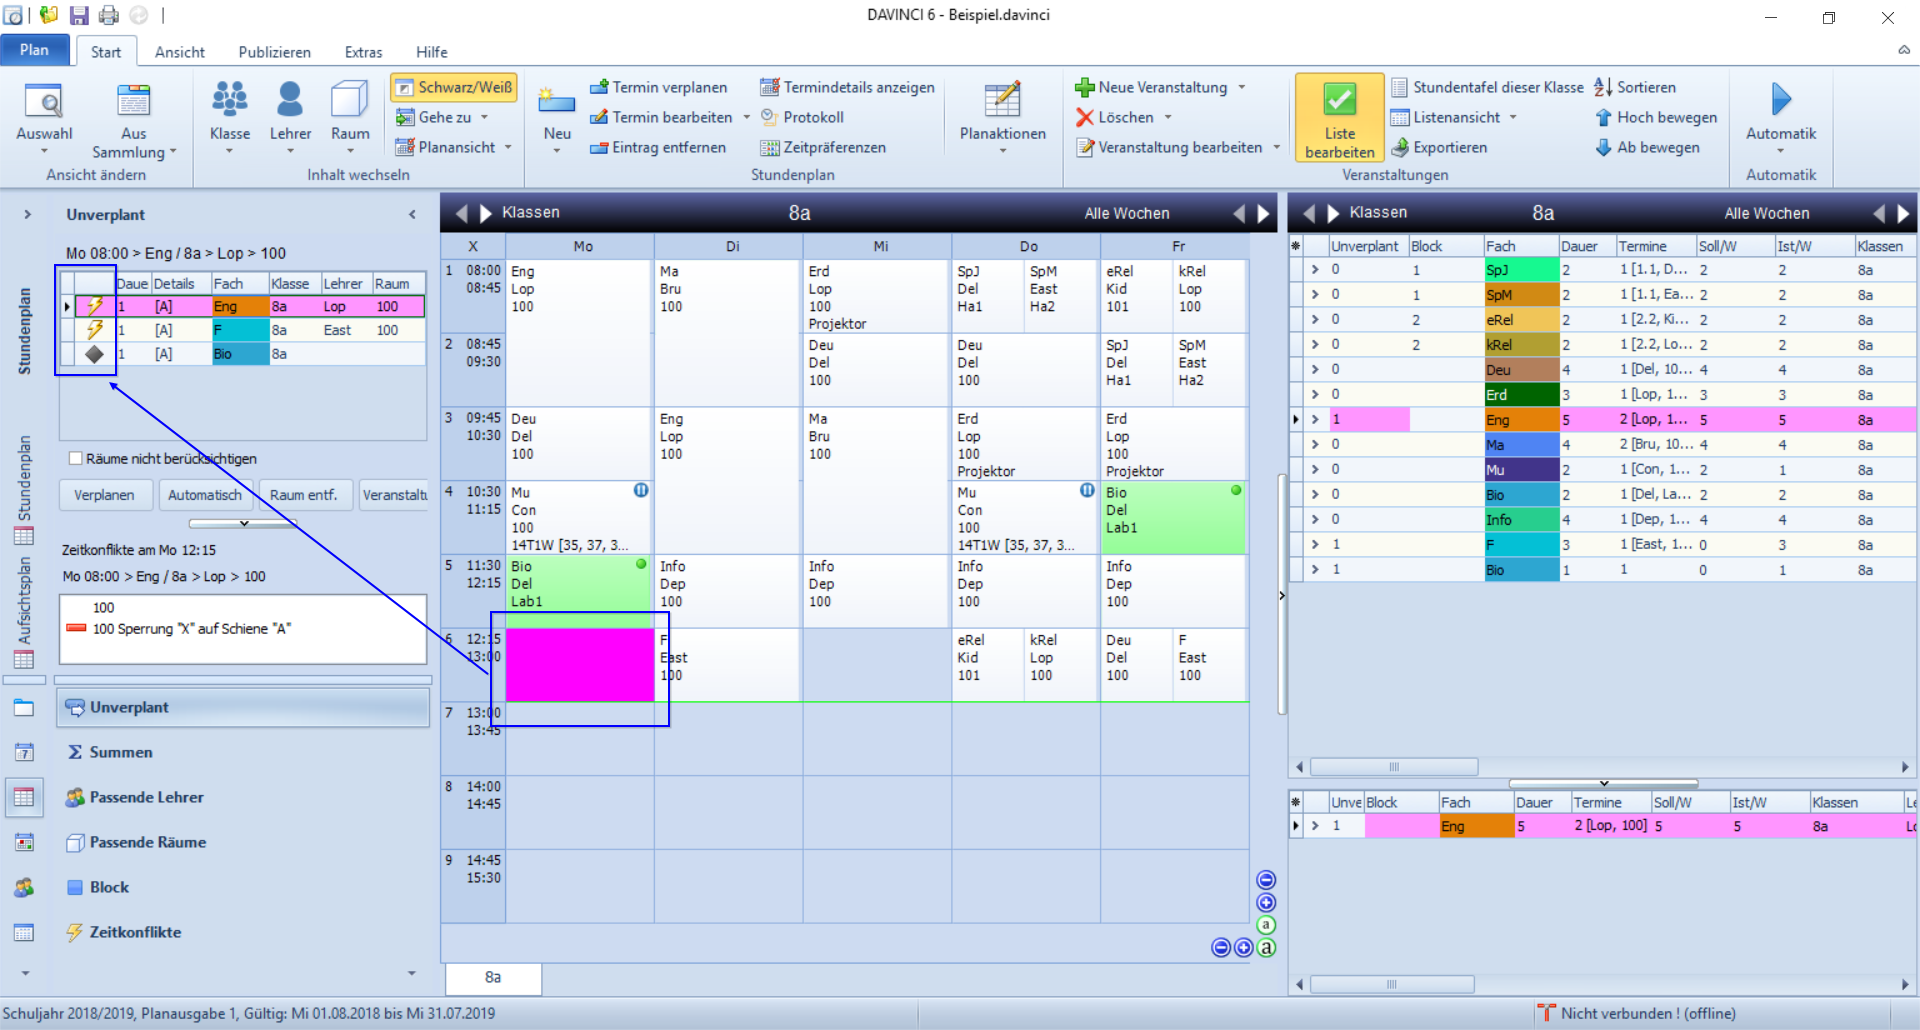 DAVINCI 6 - Beispiel.davinci
Plan Start Ansicht Publizieren Extras Hilfe
Auswahl
Aus Sammlung
Ansicht ändern
Klasse Lehrer Raum
Schwarz/Weiß
Gehe zu
Planansicht
Inhalt wechseln
Neu
Termin verplanen
Termin bearbeiten
Eintrag entfernen
Termindetails anzeigen
Protokoll
Zeitpräferenzen
Planaktionen
Stundenplan
Neue Veranstaltung
Löschen
Veranstaltung bearbeiten
Liste bearbeiten
Stundentafel dieser Klasse
Listenansicht
Exportieren
Sortieren
Hoch bewegen
Ab bewegen
Veranstaltungen
Automatik
Automatik
Stundenplan
Stundenplan
Aufsichtsplan
Unverplant
Mo 08:00 > Eng / 8a > Lop > 100
Daue Details Fach Klasse Lehrer Raum
1 [A] Eng 8a Lop 100
1 [A] F 8a East 100
1 [A] Bio 8a
Räume nicht berücksichtigen
Verplanen Automatisch Raum entf. Veranstaltu
Zeitkonflikte am Mo 12:15
Mo 08:00 > Eng / 8a > Lop > 100
100
100 Sperrung "X" auf Schiene "A"
Unverplant
Summen
Passende Lehrer
Passende Räume
Block
Zeitkonflikte
Klassen 8a Alle Wochen
X Mo Di Mi Do Fr
1 08:00 Eng Ma Erd SpJ SpM eRel kRel
08:45 Lop Bru Lop Del East Kid Lop
100 100 100 Ha1 Ha2 101 100
Projektor
2 08:45 Deu Deu SpJ SpM
09:30 Del Del Del East
100 100 Ha1 Ha2
3 09:45 Deu Eng Ma Erd Erd
10:30 Del Lop Bru Lop Lop
100 100 100 100 100
Projektor Projektor
4 10:30 Mu Mu Bio
11:15 Con Con Del
100 100 Lab1
14T1W [35, 37, 3... 14T1W [35, 37, 3...
5 11:30 Bio Info Info Info Info
12:15 Del Dep Dep Dep Dep
Lab1 100 100 100 100
6 12:15 F eRel kRel Deu F
13:00 East Kid Lop Del East
100 101 100 100 100
7 13:00
13:45
8 14:00
14:45
9 14:45
15:30
a
a
8a
Klassen 8a Alle Wochen
Unverplant Block Fach Dauer Termine Soll/W Ist/W Klassen
0 1 SpJ 2 1 [1.1, D... 2 2 8a
0 1 SpM 2 1 [1.1, Ea... 2 2 8a
0 2 eRel 2 1 [2.2, Ki... 2 2 8a
0 2 kRel 2 1 [2.2, Lo... 2 2 8a
0 Deu 4 1 [Del, 10... 4 4 8a
0 Erd 3 1 [Lop, 1... 3 3 8a
1 Eng 5 2 [Lop, 1... 5 5 8a
0 Ma 4 2 [Bru, 10... 4 4 8a
0 Mu 2 1 [Con, 1... 2 1 8a
0 Bio 2 1 [Del, La... 2 2 8a
0 Info 4 1 [Dep, 1... 4 4 8a
1 F 3 1 [East, 1... 0 3 8a
1 Bio 1 1 0 1 8a
Unve Block Fach Dauer Termine Soll/W Ist/W Klassen Le
1 Eng 5 2 [Lop, 100] 5 5 8a Lo
Schuljahr 2018/2019, Planausgabe 1, Gültig: Mi 01.08.2018 bis Mi 31.07.2019
Nicht verbunden ! (offline)